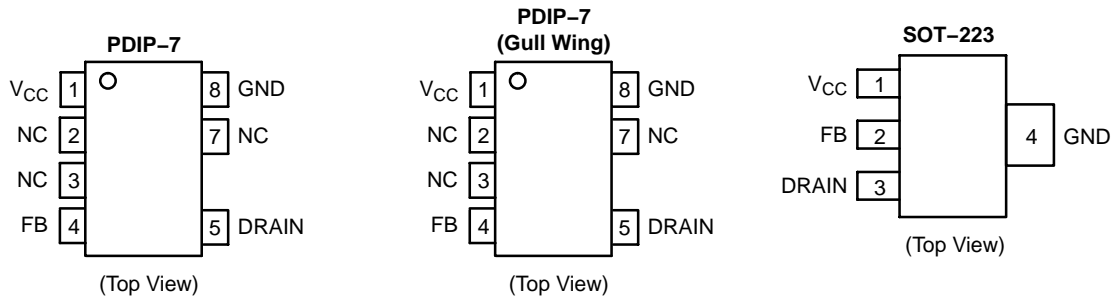 PDIP–7
VCC 1 8 GND
NC 2 7 NC
NC 3
FB 4 5 DRAIN
(Top View)
PDIP–7
(Gull Wing)
VCC 1 8 GND
NC 2 7 NC
NC 3
FB 4 5 DRAIN
(Top View)
SOT–223
VCC 1
FB 2 4 GND
DRAIN 3
(Top View)